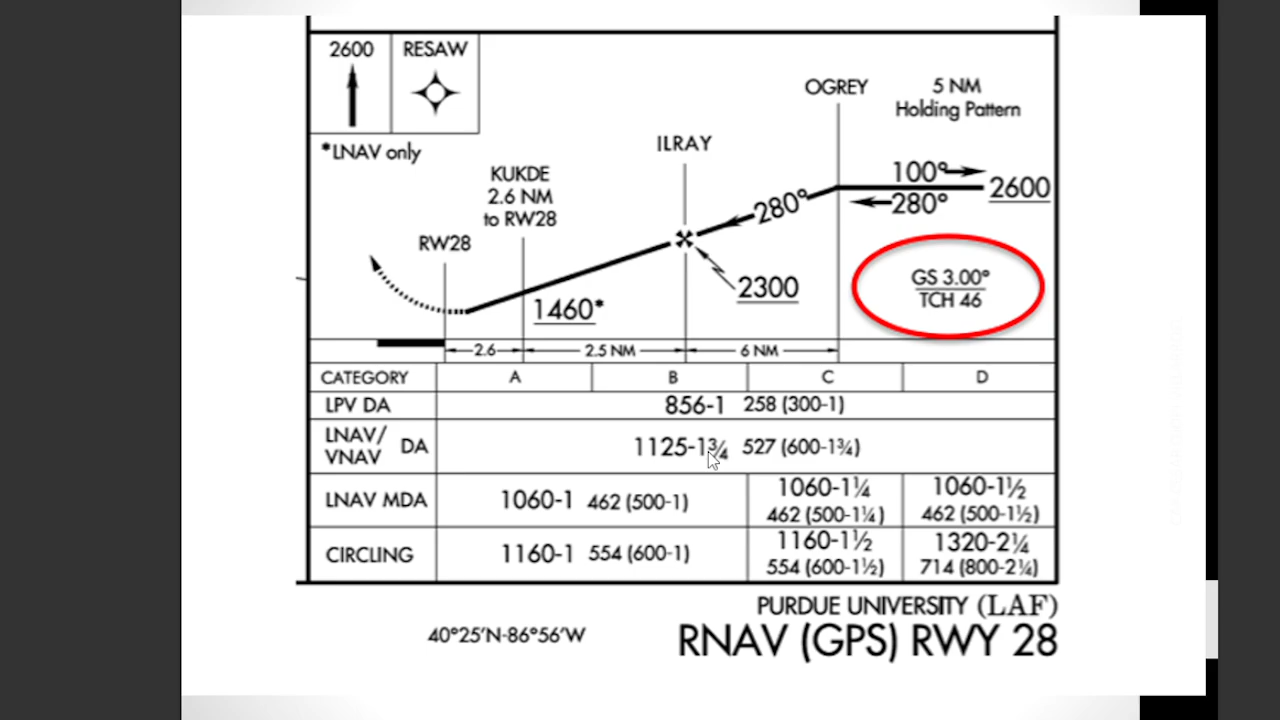 2600 RESAW
*LNAV only
OGREY
5 NM
Holding Pattern
ILRAY
KUKDE
2.6 NM
to RW28
RW28
100°
280°
2600
280°
2300
1460*
GS 3.00°
TCH 46
2.6 2.5 NM 6 NM
CATEGORY A B C D
LPV DA 856-1 258 (300-1)
LNAV/
VNAV DA 1125-1¾ 527 (600-1¾)
LNAV MDA 1060-1 462 (500-1) 1060-1¼ 462 (500-1¼) 1060-1½ 462 (500-1½)
CIRCLING 1160-1 554 (600-1) 1160-1½ 554 (600-1½) 1320-2¼ 714 (800-2¼)
PURDUE UNIVERSITY (LAF)
40°25'N-86°56'W
RNAV (GPS) RWY 28